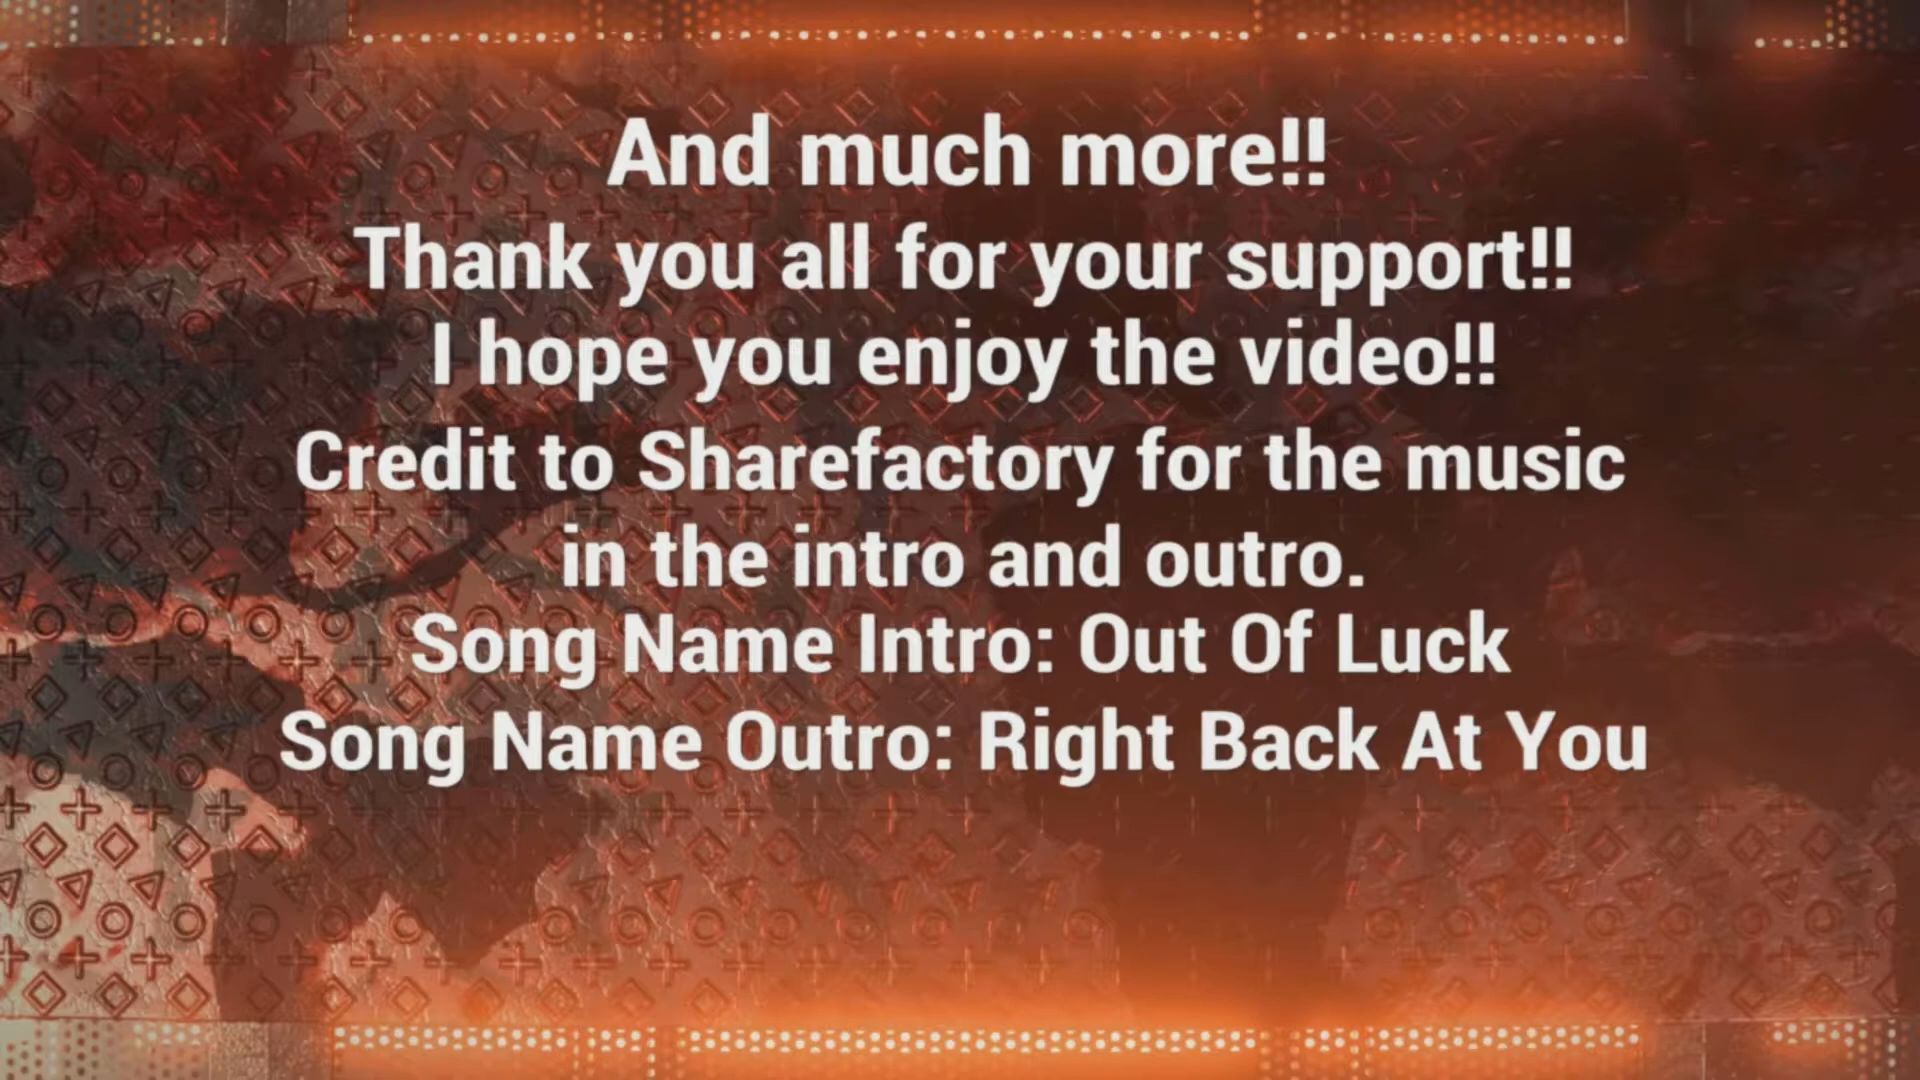 And much more!!
Thank you all for your support!!
I hope you enjoy the video!!
Credit to Sharefactory for the music
in the intro and outro.
Song Name Intro: Out Of Luck
Song Name Outro: Right Back At You